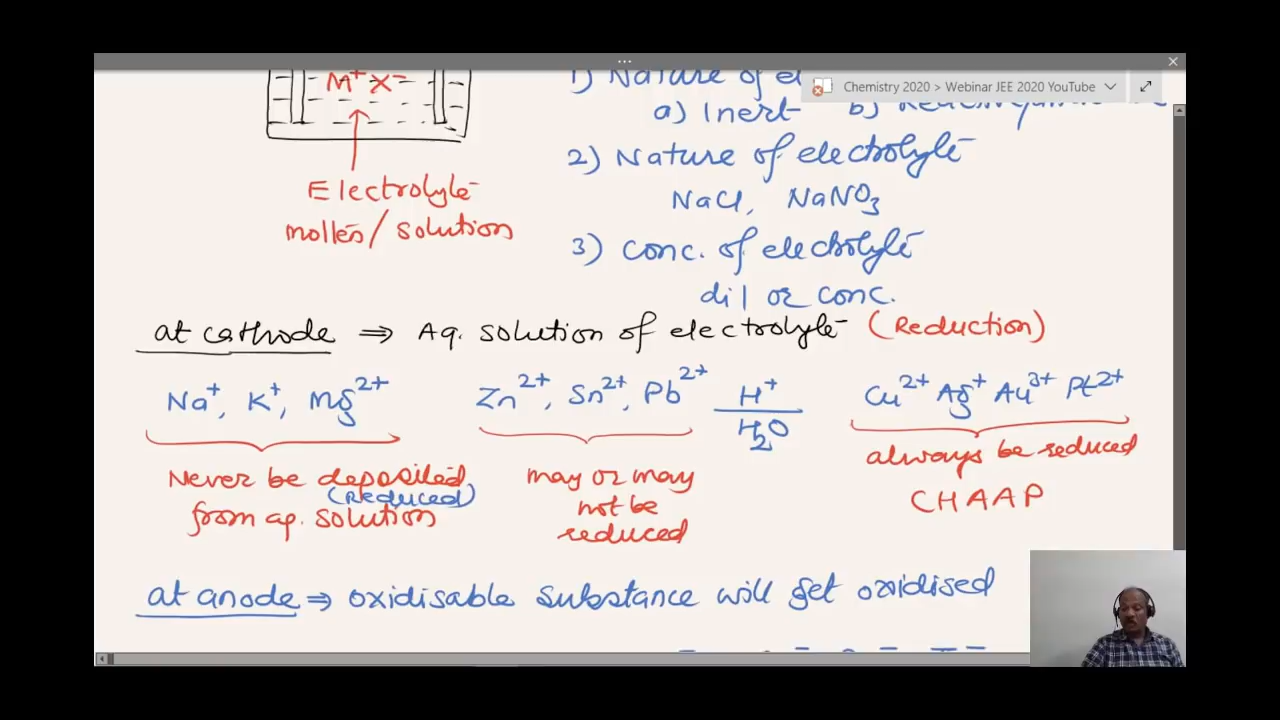 M⁺X⁻
Electrolyte
molten/solution
1) Nature of
Chemistry 2020 > Webinar JEE 2020 YouTube
a) Inert b)
2) Nature of electrolyte
NaCl, NaNO₃
3) Conc. of electrolyte
dil or conc.
at cathode ⇒ Aq. solution of electrolyte (Reduction)
Na⁺, K⁺, Mg²⁺ Zn²⁺, Sn²⁺, Pb²⁺ H⁺ Cu²⁺ Ag⁺ Au³⁺ Pt²⁺
H₂O
Never be deposited
(Reduced)
from aq. solution
may or may
not be
reduced
always be reduced
CHAAP
at anode ⇒ oxidisable substance will get oxidised